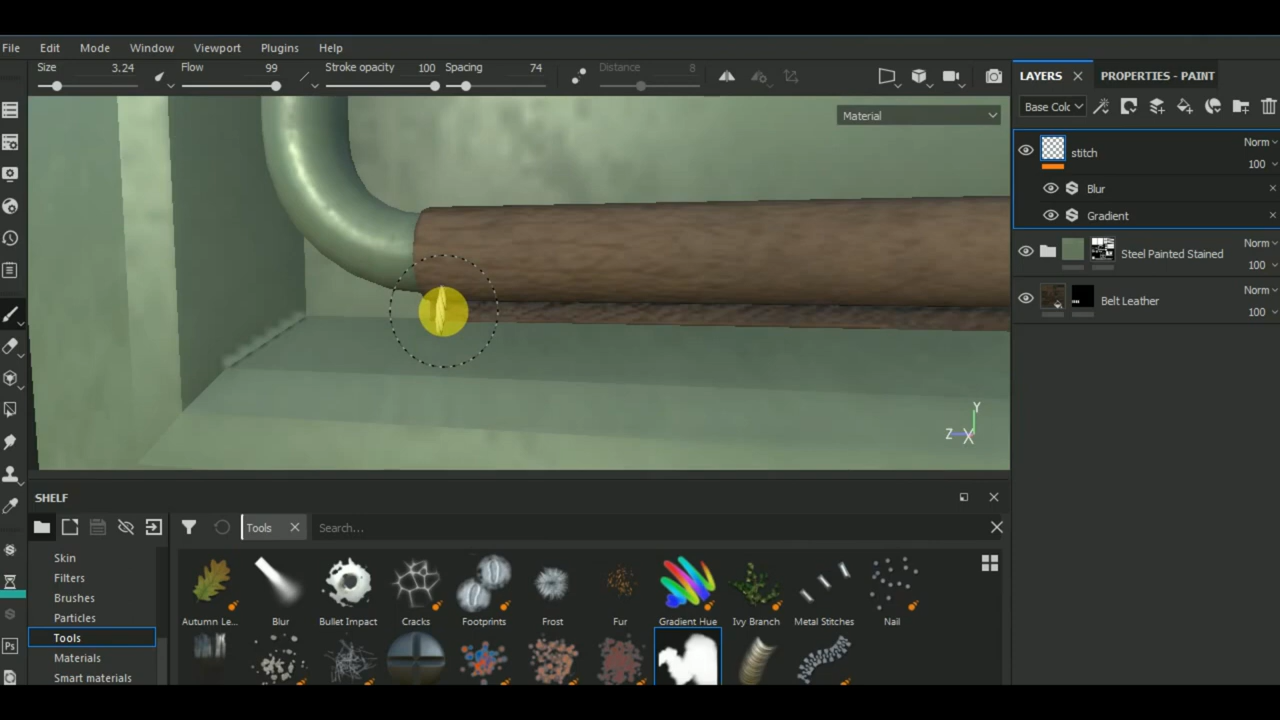 File Edit Mode Window Viewport Plugins Help
Size 3.24 Flow 99 Stroke opacity 100 Spacing 74 Distance 8
LAYERS PROPERTIES - PAINT
Base Colc
Material
stitch Norm 100
Blur
Gradient
Steel Painted Stained Norm 100
Belt Leather Norm 100
Y
Z X
SHELF
Tools Search...
Skin
Filters
Brushes
Particles
Tools
Materials
Smart materials
Autumn Le... Blur Bullet Impact Cracks Footprints Frost Fur Gradient Hue Ivy Branch Metal Stitches Nail
Ps